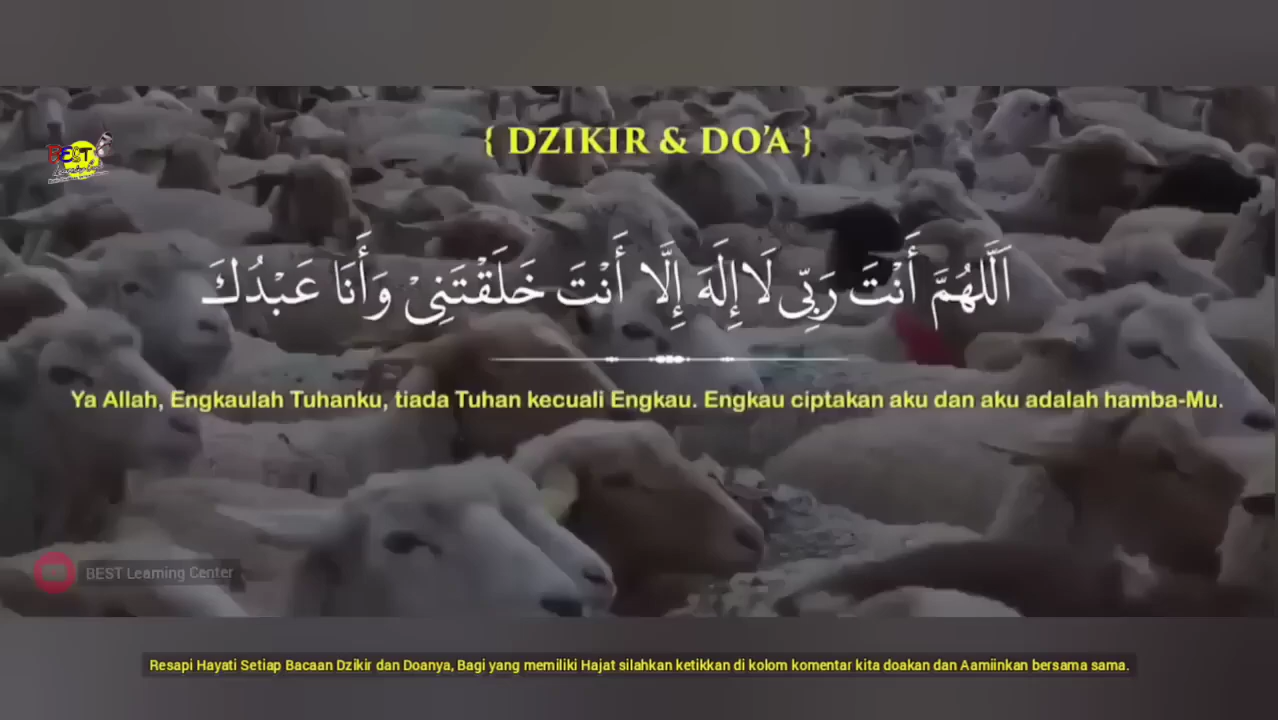 { DZIKIR & DO'A }
BEST
اَللَّهُمَّ أَنْتَ رَبِّى لَا إِلَهَ إِلَّا أَنْتَ خَلَقْتَنِىْ وَأَنَا عَبْدُكَ
Ya Allah, Engkaulah Tuhanku, tiada Tuhan kecuali Engkau. Engkau ciptakan aku dan aku adalah hamba-Mu.
BEST Learning Center
Resapi Hayati Setiap Bacaan Dzikir dan Doanya, Bagi yang memiliki Hajat silahkan ketikkan di kolom komentar kita doakan dan Aamiinkan bersama sama.